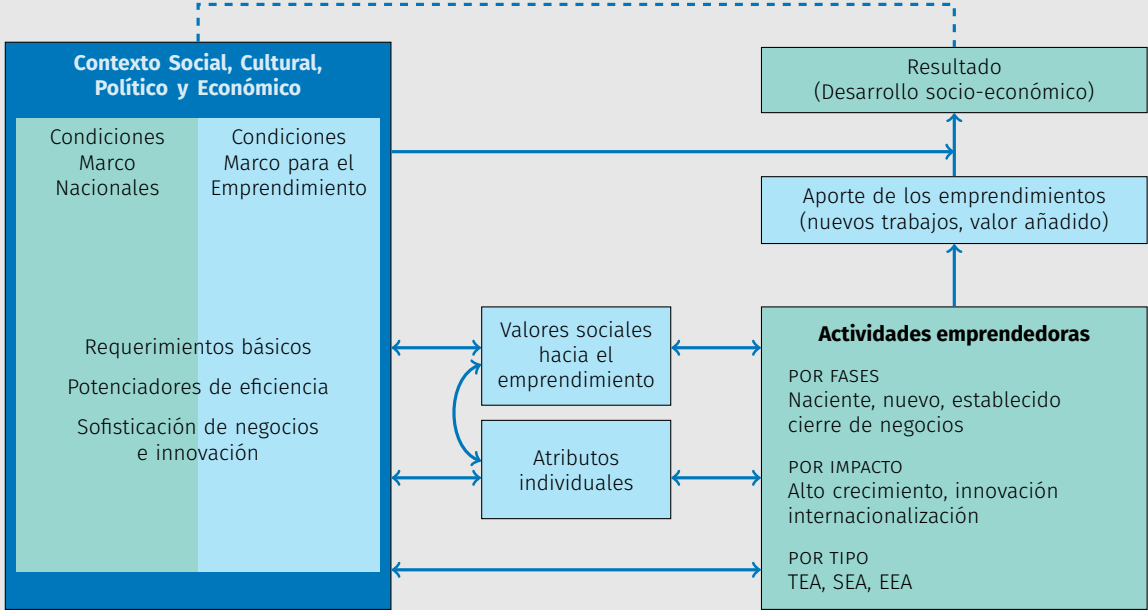 Contexto Social, Cultural,
Político y Económico
Condiciones
Marco
Nacionales
Condiciones
Marco para el
Emprendimiento
Requerimientos básicos
Potenciadores de eficiencia
Sofisticación de negocios
e innovación
Valores sociales
hacia el
emprendimiento
Atributos
individuales
Resultado
(Desarrollo socio-económico)
Aporte de los emprendimientos
(nuevos trabajos, valor añadido)
Actividades emprendedoras
POR FASES
Naciente, nuevo, establecido
cierre de negocios
POR IMPACTO
Alto crecimiento, innovación
internacionalización
POR TIPO
TEA, SEA, EEA